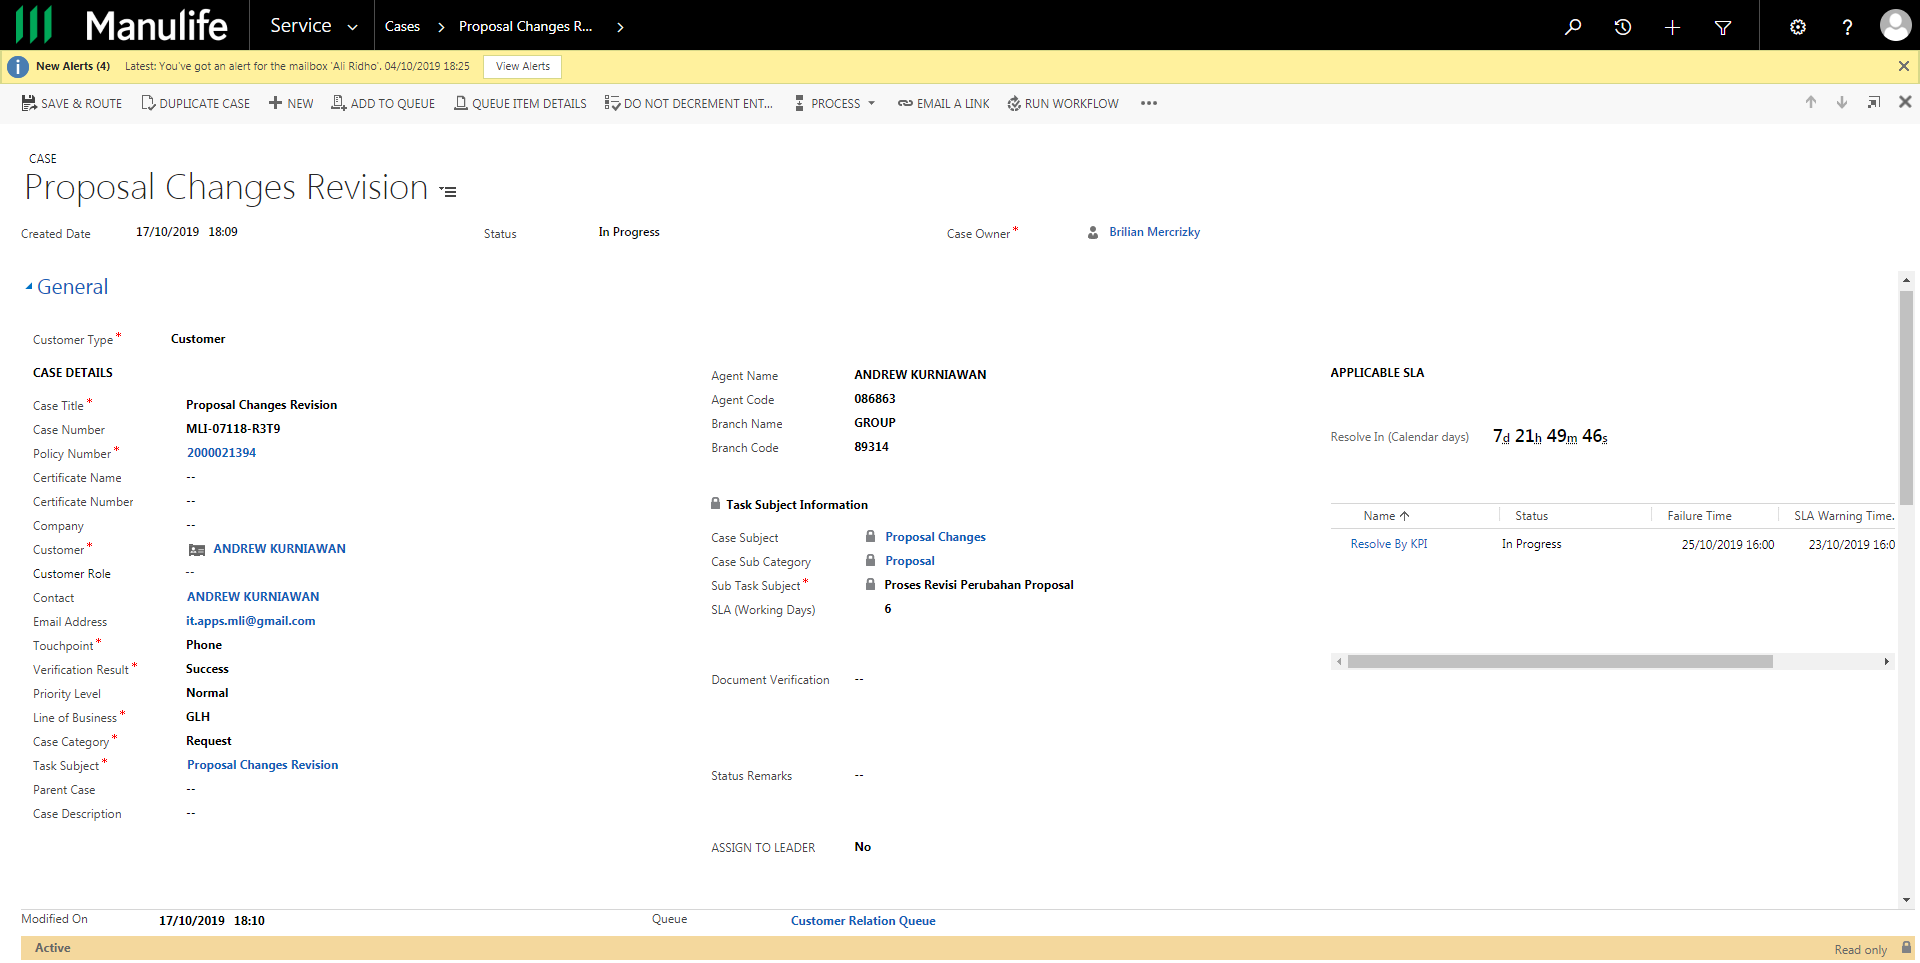 Manulife Service Cases Proposal Changes R...
New Alerts (4) Latest: You've got an alert for the mailbox 'Ali Ridho'. 04/10/2019 18:25 View Alerts
SAVE & ROUTE DUPLICATE CASE NEW ADD TO QUEUE QUEUE ITEM DETAILS DO NOT DECREMENT ENT... PROCESS EMAIL A LINK RUN WORKFLOW
CASE
Proposal Changes Revision
Created Date 17/10/2019 18:09 Status In Progress Case Owner* Brilian Mercrizky
General
Customer Type* Customer
CASE DETAILS
Case Title* Proposal Changes Revision
Case Number MLI-07118-R3T9
Policy Number* 2000021394
Certificate Name --
Certificate Number --
Company --
Customer* ANDREW KURNIAWAN
Customer Role --
Contact ANDREW KURNIAWAN
Email Address it.apps.mli@gmail.com
Touchpoint* Phone
Verification Result* Success
Priority Level Normal
Line of Business* GLH
Case Category* Request
Task Subject* Proposal Changes Revision
Parent Case --
Case Description --
Agent Name ANDREW KURNIAWAN
Agent Code 086863
Branch Name GROUP
Branch Code 89314
Task Subject Information
Case Subject Proposal Changes
Case Sub Category Proposal
Sub Task Subject* Proses Revisi Perubahan Proposal
SLA (Working Days) 6
Document Verification --
Status Remarks --
ASSIGN TO LEADER No
APPLICABLE SLA
Resolve In (Calendar days) 7d 21h 49m 46s
Name Status Failure Time SLA Warning Time.
Resolve By KPI In Progress 25/10/2019 16:00 23/10/2019 16:0
Modified On 17/10/2019 18:10 Queue Customer Relation Queue
Active Read only